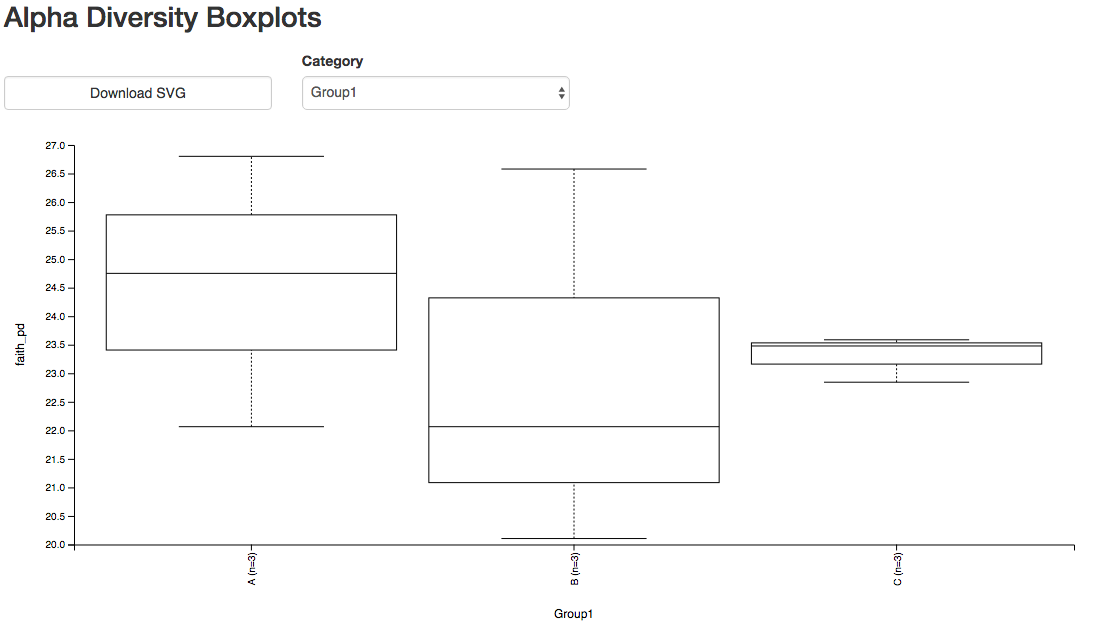 Alpha Diversity Boxplots
Category
Download SVG
Group1
27.0
26.5
26.0
25.5
25.0
24.5
24.0
23.5
23.0
22.5
22.0
21.5
21.0
20.5
20.0
faith_pd
A (n=3)
B (n=3)
C (n=3)
Group1